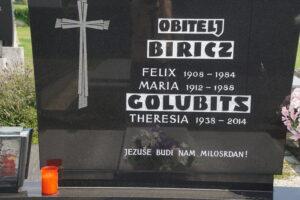 OBITELJ
BIRICZ
FELIX 1908 – 1984
MARIA 1912 – 1988
GOLUBITS
THERESIA 1938 – 2014
JEZUŠE BUDI NAM MILOSRDAN!